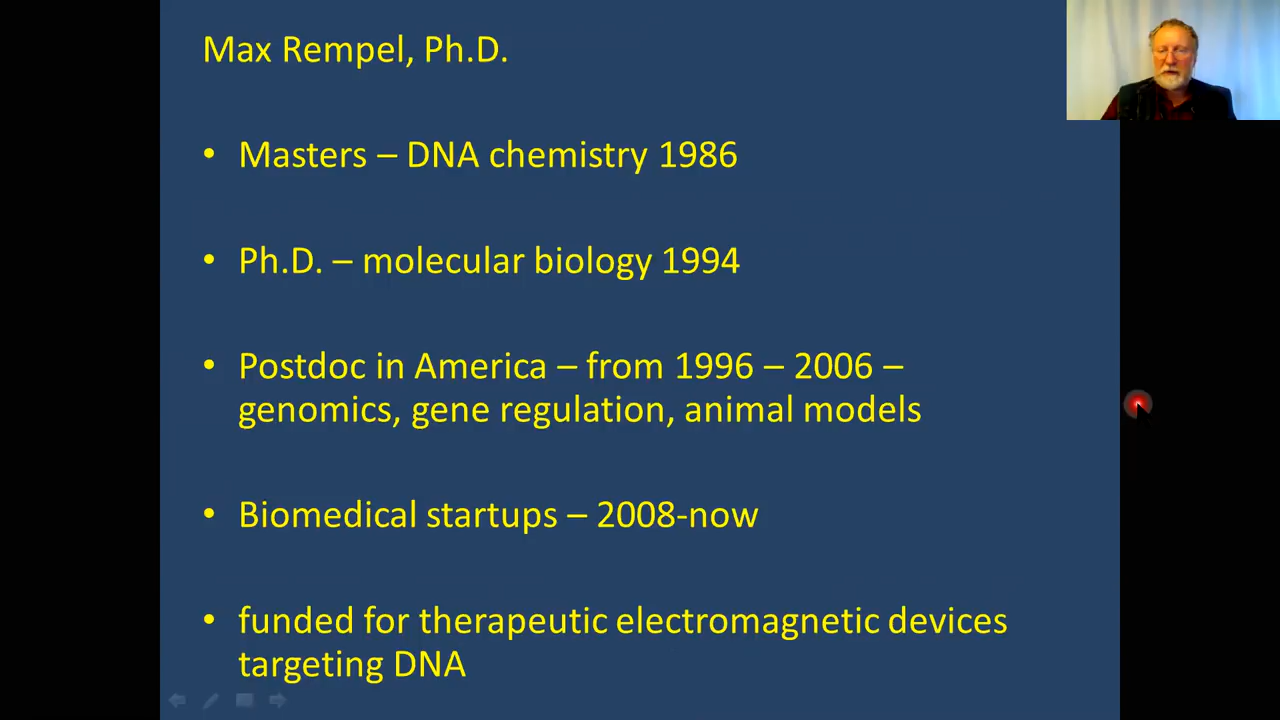 Max Rempel, Ph.D.
• Masters – DNA chemistry 1986
• Ph.D. – molecular biology 1994
• Postdoc in America – from 1996 – 2006 –
genomics, gene regulation, animal models
• Biomedical startups – 2008-now
• funded for therapeutic electromagnetic devices
targeting DNA